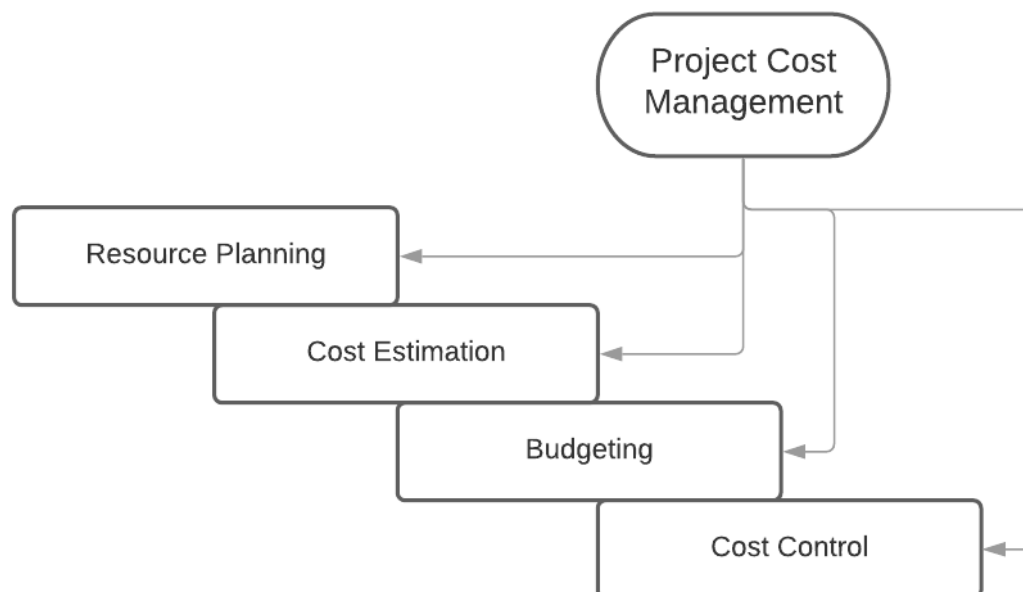 Project Cost
Management
Resource Planning
Cost Estimation
Budgeting
Cost Control